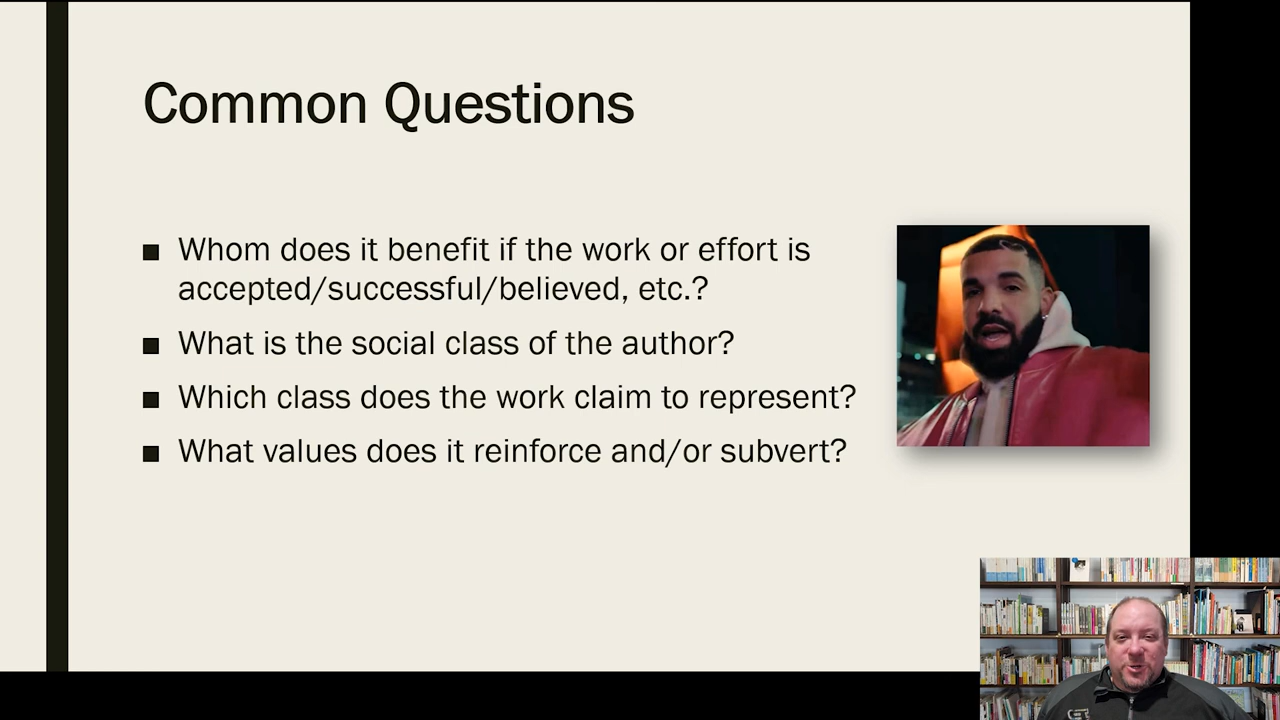 Common Questions
■ Whom does it benefit if the work or effort is
accepted/successful/believed, etc.?
■ What is the social class of the author?
■ Which class does the work claim to represent?
■ What values does it reinforce and/or subvert?